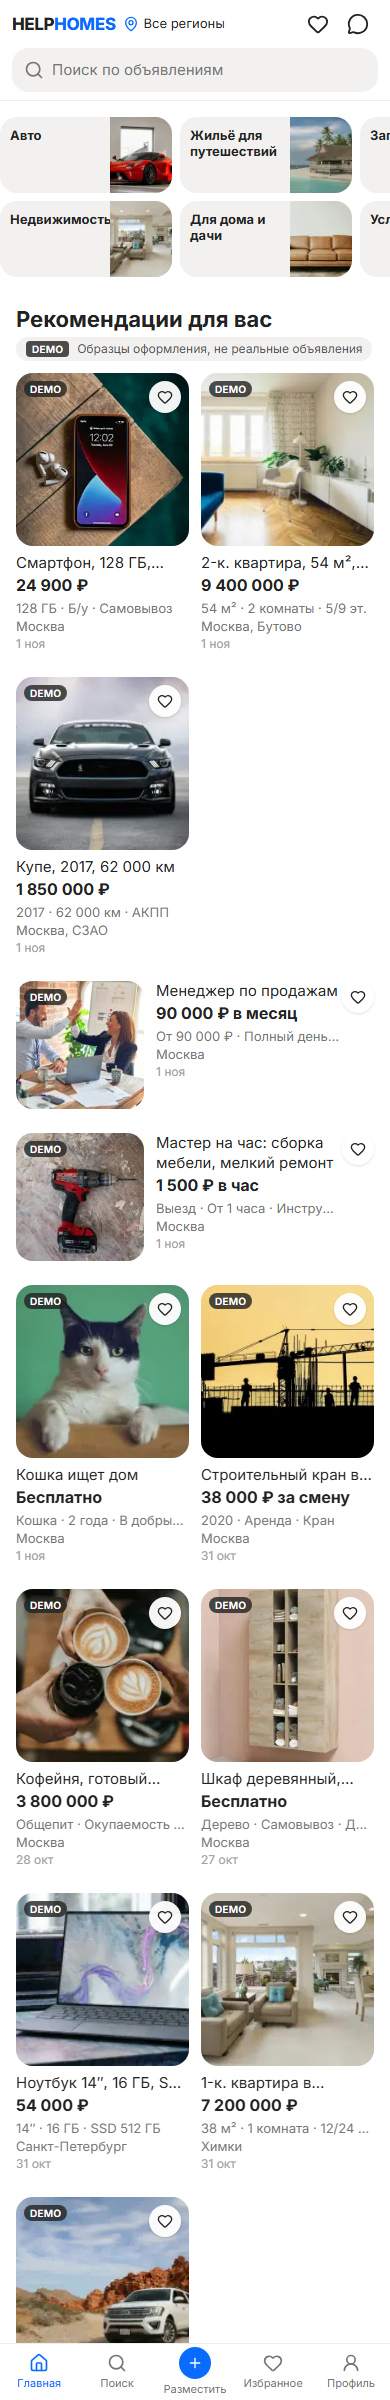 HELPHOMES Все регионы
Поиск по объявлениям
Авто
Жильё для
путешествий
Зап
Недвижимость
Для дома и
дачи
Усл
Рекомендации для вас
DEMO Образцы оформления, не реальные объявления
DEMO
DEMO
12:02
Смартфон, 128 ГБ,...
24 900 ₽
128 ГБ · Б/у · Самовывоз
Москва
1 ноя
2-к. квартира, 54 м²,...
9 400 000 ₽
54 м² · 2 комнаты · 5/9 эт.
Москва, Бутово
1 ноя
DEMO
Купе, 2017, 62 000 км
1 850 000 ₽
2017 · 62 000 км · АКПП
Москва, СЗАО
1 ноя
DEMO
Менеджер по продажам
90 000 ₽ в месяц
От 90 000 ₽ · Полный день...
Москва
1 ноя
DEMO
Мастер на час: сборка
мебели, мелкий ремонт
1 500 ₽ в час
Выезд · От 1 часа · Инстру...
Москва
1 ноя
DEMO
Кошка ищет дом
Бесплатно
Кошка · 2 года · В добры...
Москва
1 ноя
DEMO
Строительный кран в...
38 000 ₽ за смену
2020 · Аренда · Кран
Москва
31 окт
DEMO
Кофейня, готовый...
3 800 000 ₽
Общепит · Окупаемость ...
Москва
28 окт
DEMO
Шкаф деревянный,...
Бесплатно
Дерево · Самовывоз · Д...
Москва
27 окт
DEMO
Ноутбук 14″, 16 ГБ, S...
54 000 ₽
14″ · 16 ГБ · SSD 512 ГБ
Санкт-Петербург
31 окт
DEMO
1-к. квартира в...
7 200 000 ₽
38 м² · 1 комната · 12/24 ...
Химки
31 окт
DEMO
Главная
Поиск
Разместить
Избранное
Профиль